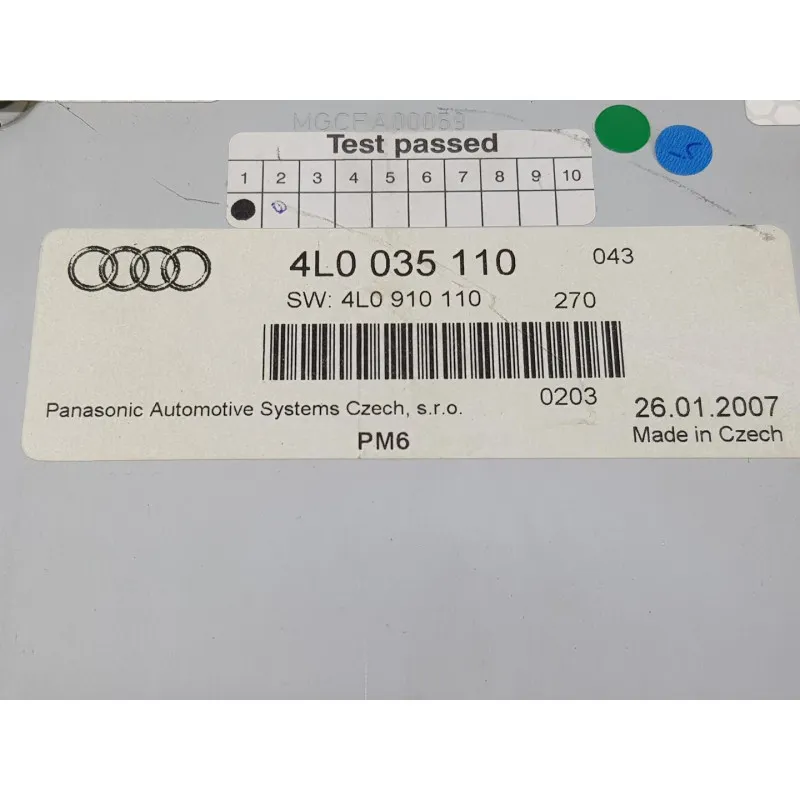 MGCFA00059
Test passed
1 2 3 4 5 6 7 8 9 10
4L0 035 110 043
SW: 4L0 910 110 270
0203
Panasonic Automotive Systems Czech, s.r.o. 26.01.2007
PM6 Made in Czech